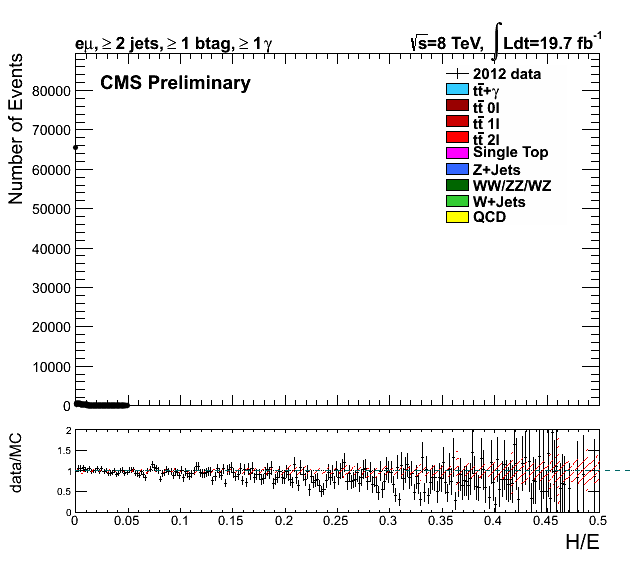 eμ, ≥ 2 jets, ≥ 1 btag, ≥ 1 γ
√s=8 TeV, ∫ Ldt=19.7 fb⁻¹
CMS Preliminary
2012 data
tt̄+γ
tt̄ 0l
tt̄ 1l
tt̄ 2l
Single Top
Z+Jets
WW/ZZ/WZ
W+Jets
QCD
Number of Events
80000
70000
60000
50000
40000
30000
20000
10000
0
data/MC
2
1.5
1
0.5
0
0 0.05 0.1 0.15 0.2 0.25 0.3 0.35 0.4 0.45 0.5
H/E